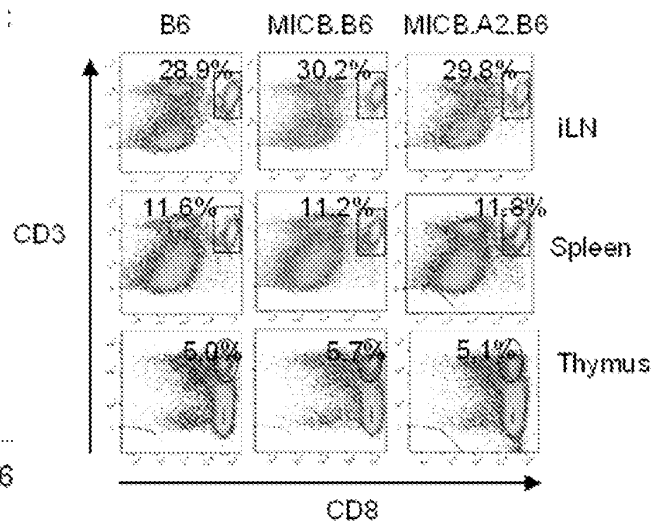 B6 MICB.B6 MICB.A2.B6
28.9% 30.2% 29.8% iLN
11.6% 11.2% 11.8% Spleen
CD3
5.0% 5.7% 5.1% Thymus
6
CD8